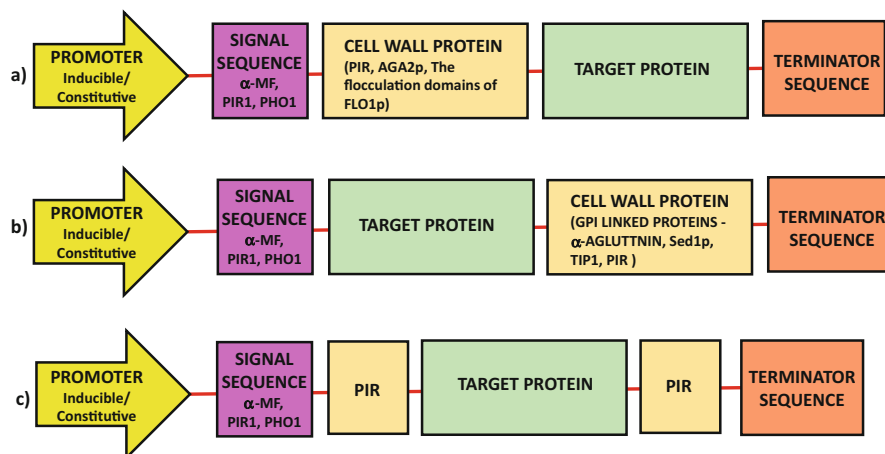 a)
PROMOTER
Inducible/
Constitutive
SIGNAL
SEQUENCE
α-MF,
PIR1, PHO1
CELL WALL PROTEIN
(PIR, AGA2p, The
flocculation domains of
FLO1p)
TARGET PROTEIN
TERMINATOR
SEQUENCE
b)
PROMOTER
Inducible/
Constitutive
SIGNAL
SEQUENCE
α-MF,
PIR1, PHO1
TARGET PROTEIN
CELL WALL PROTEIN
(GPI LINKED PROTEINS -
α-AGLUTTNIN, Sed1p,
TIP1, PIR )
TERMINATOR
SEQUENCE
c)
PROMOTER
Inducible/
Constitutive
SIGNAL
SEQUENCE
α-MF,
PIR1, PHO1
PIR
TARGET PROTEIN
PIR
TERMINATOR
SEQUENCE